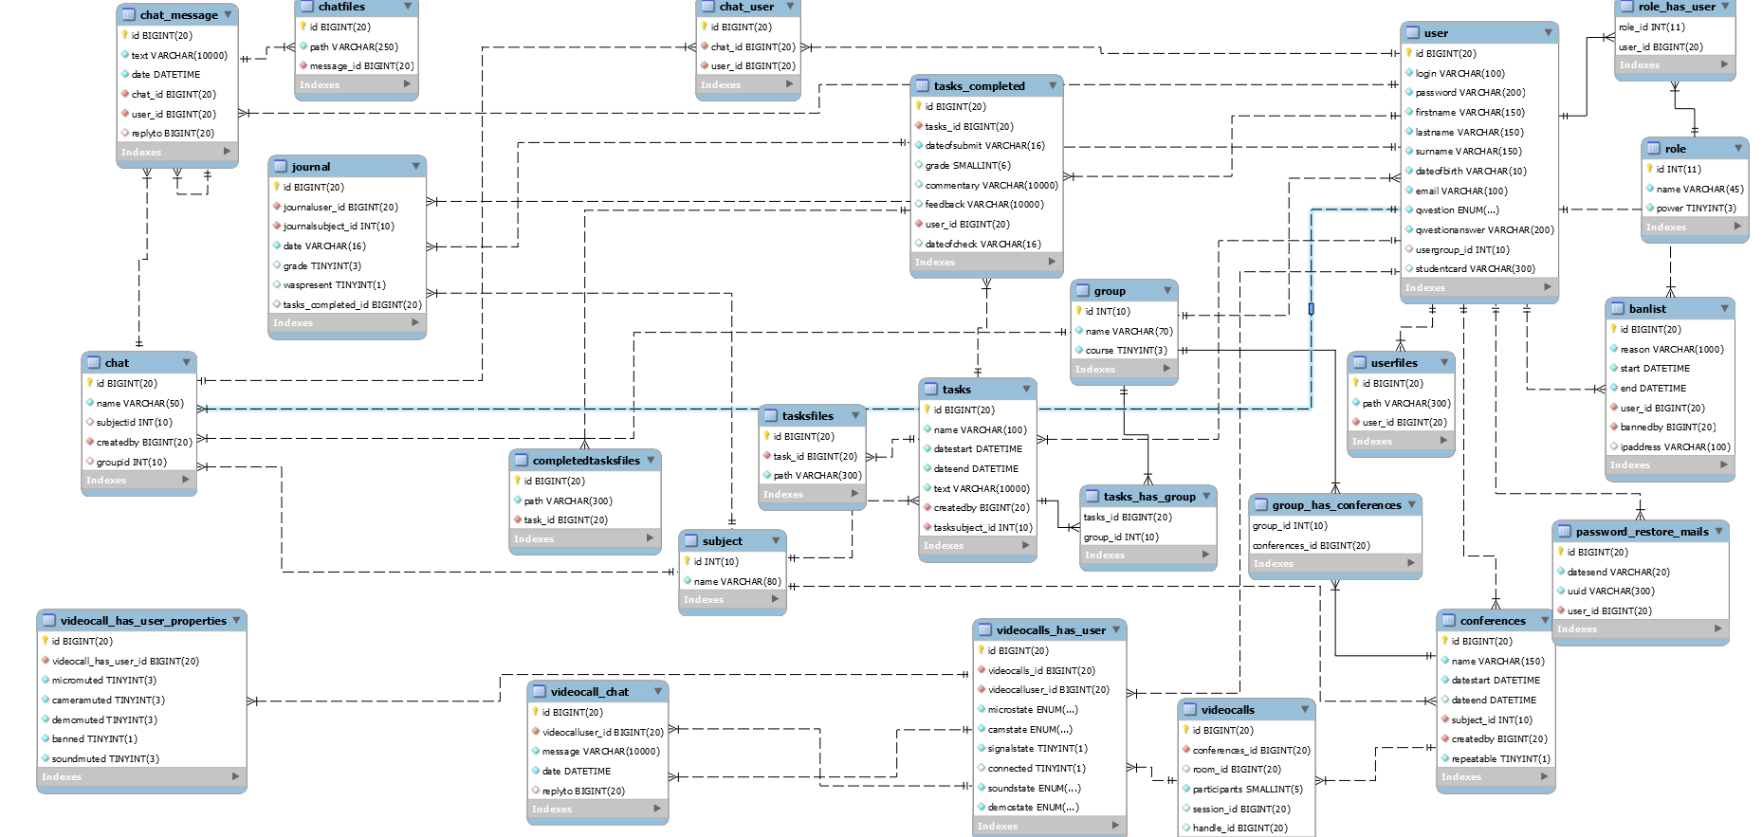 chat_message
id BIGINT(20)
text VARCHAR(10000)
date DATETIME
chat_id BIGINT(20)
user_id BIGINT(20)
replyto BIGINT(20)
Indexes
chatfiles
id BIGINT(20)
path VARCHAR(250)
message_id BIGINT(20)
Indexes
chat_user
id BIGINT(20)
chat_id BIGINT(20)
user_id BIGINT(20)
Indexes
user
id BIGINT(20)
login VARCHAR(100)
password VARCHAR(200)
firstname VARCHAR(150)
lastname VARCHAR(150)
surname VARCHAR(150)
dateofbirth VARCHAR(10)
email VARCHAR(100)
qwestion ENUM(...)
qwestionanswer VARCHAR(200)
usergroup_id INT(10)
studentcard VARCHAR(300)
Indexes
role_has_user
role_id INT(11)
user_id BIGINT(20)
Indexes
tasks_completed
id BIGINT(20)
tasks_id BIGINT(20)
dateofsubmit VARCHAR(16)
grade SMALLINT(6)
commentary VARCHAR(10000)
feedback VARCHAR(10000)
user_id BIGINT(20)
dateofcheck VARCHAR(16)
Indexes
role
id INT(11)
name VARCHAR(45)
power TINYINT(3)
Indexes
journal
id BIGINT(20)
journaluser_id BIGINT(20)
journalsubject_id INT(10)
date VARCHAR(16)
grade TINYINT(3)
waspresent TINYINT(1)
tasks_completed_id BIGINT(20)
Indexes
group
id INT(10)
name VARCHAR(70)
course TINYINT(3)
Indexes
banlist
id BIGINT(20)
reason VARCHAR(1000)
start DATETIME
end DATETIME
user_id BIGINT(20)
bannedby BIGINT(20)
ipaddress VARCHAR(100)
Indexes
chat
id BIGINT(20)
name VARCHAR(50)
subjectid INT(10)
createdby BIGINT(20)
groupid INT(10)
Indexes
userfiles
id BIGINT(20)
path VARCHAR(300)
user_id BIGINT(20)
Indexes
tasks
id BIGINT(20)
name VARCHAR(100)
datestart DATETIME
dateend DATETIME
text VARCHAR(10000)
createdby BIGINT(20)
tasksubject_id INT(10)
Indexes
tasksfiles
id BIGINT(20)
task_id BIGINT(20)
path VARCHAR(300)
Indexes
completedtasksfiles
id BIGINT(20)
path VARCHAR(300)
task_id BIGINT(20)
Indexes
tasks_has_group
tasks_id BIGINT(20)
group_id INT(10)
Indexes
group_has_conferences
group_id INT(10)
conferences_id BIGINT(20)
Indexes
password_restore_mails
id BIGINT(20)
datesend VARCHAR(20)
uuid VARCHAR(300)
user_id BIGINT(20)
Indexes
subject
id INT(10)
name VARCHAR(80)
Indexes
videocall_has_user_properties
id BIGINT(20)
videocall_has_user_id BIGINT(20)
micromuted TINYINT(3)
cameramuted TINYINT(3)
demomuted TINYINT(3)
banned TINYINT(1)
soundmuted TINYINT(3)
Indexes
conferences
id BIGINT(20)
name VARCHAR(150)
datestart DATETIME
dateend DATETIME
subject_id INT(10)
createdby BIGINT(20)
repeatable TINYINT(1)
Indexes
videocalls_has_user
id BIGINT(20)
videocalls_id BIGINT(20)
videocalluser_id BIGINT(20)
microstate ENUM(...)
camstate ENUM(...)
signalstate TINYINT(1)
connected TINYINT(1)
soundstate ENUM(...)
demostate ENUM(...)
Indexes
videocall_chat
id BIGINT(20)
videocalluser_id BIGINT(20)
message VARCHAR(10000)
date DATETIME
replyto BIGINT(20)
Indexes
videocalls
id BIGINT(20)
conferences_id BIGINT(20)
room_id BIGINT(20)
participants SMALLINT(5)
session_id BIGINT(20)
handle_id BIGINT(20)